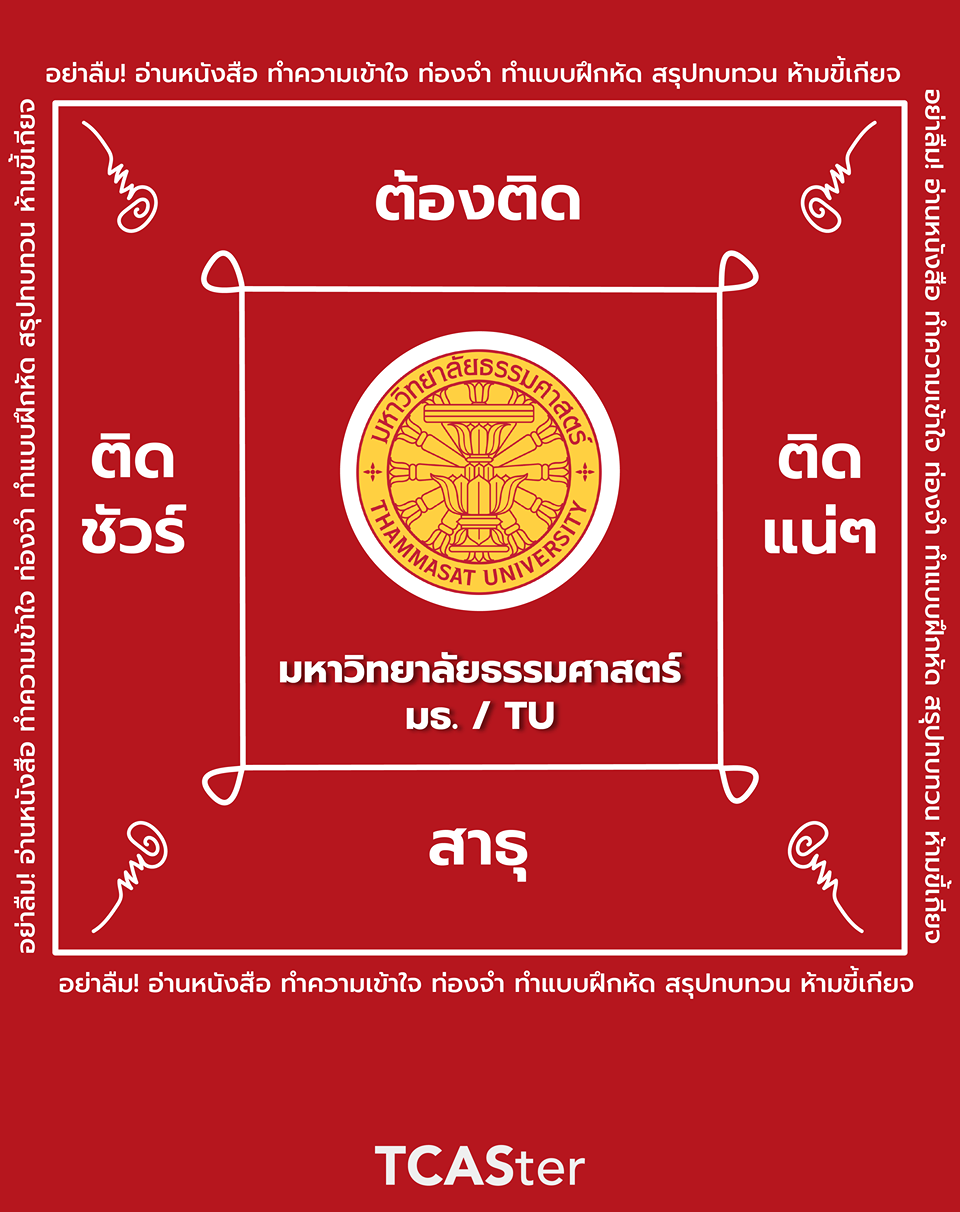 อย่าลืม! อ่านหนังสือ ทำความเข้าใจ ท่องจำ ทำแบบฝึกหัด สรุปทบทวน ห้ามขี้เกียจ
อย่าลืม! อ่านหนังสือ ทำความเข้าใจ ท่องจำ ทำแบบฝึกหัด สรุปทบทวน ห้ามขี้เกียจ
อย่าลืม! อ่านหนังสือ ทำความเข้าใจ ท่องจำ ทำแบบฝึกหัด สรุปทบทวน ห้ามขี้เกียจ
ต้องติด
ติด
ชัวร์
มหาวิทยาลัยธรรมศาสตร์
THAMMASAT UNIVERSITY
ติด
แน่ๆ
มหาวิทยาลัยธรรมศาสตร์
มธ. / TU
สาธุ
อย่าลืม! อ่านหนังสือ ทำความเข้าใจ ท่องจำ ทำแบบฝึกหัด สรุปทบทวน ห้ามขี้เกียจ
TCASter